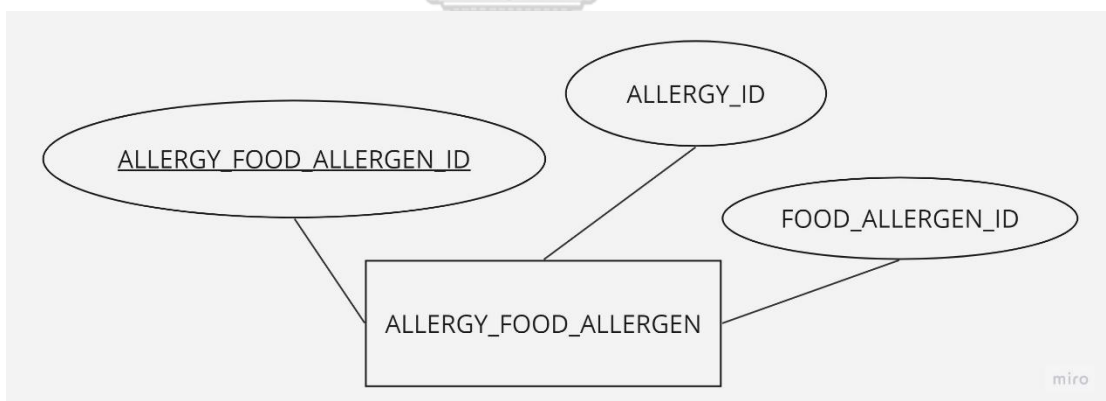 ALLERGY_ID
ALLERGY_FOOD_ALLERGEN_ID
FOOD_ALLERGEN_ID
ALLERGY_FOOD_ALLERGEN
miro